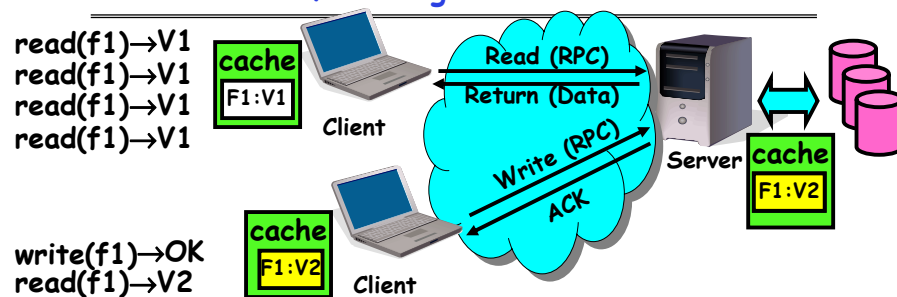 read(f1)→V1
read(f1)→V1
read(f1)→V1
read(f1)→V1
cache
F1:V1
Client
Read (RPC)
Return (Data)
Write (RPC)
ACK
Server
cache
F1:V2
write(f1)→OK
read(f1)→V2
cache
F1:V2
Client